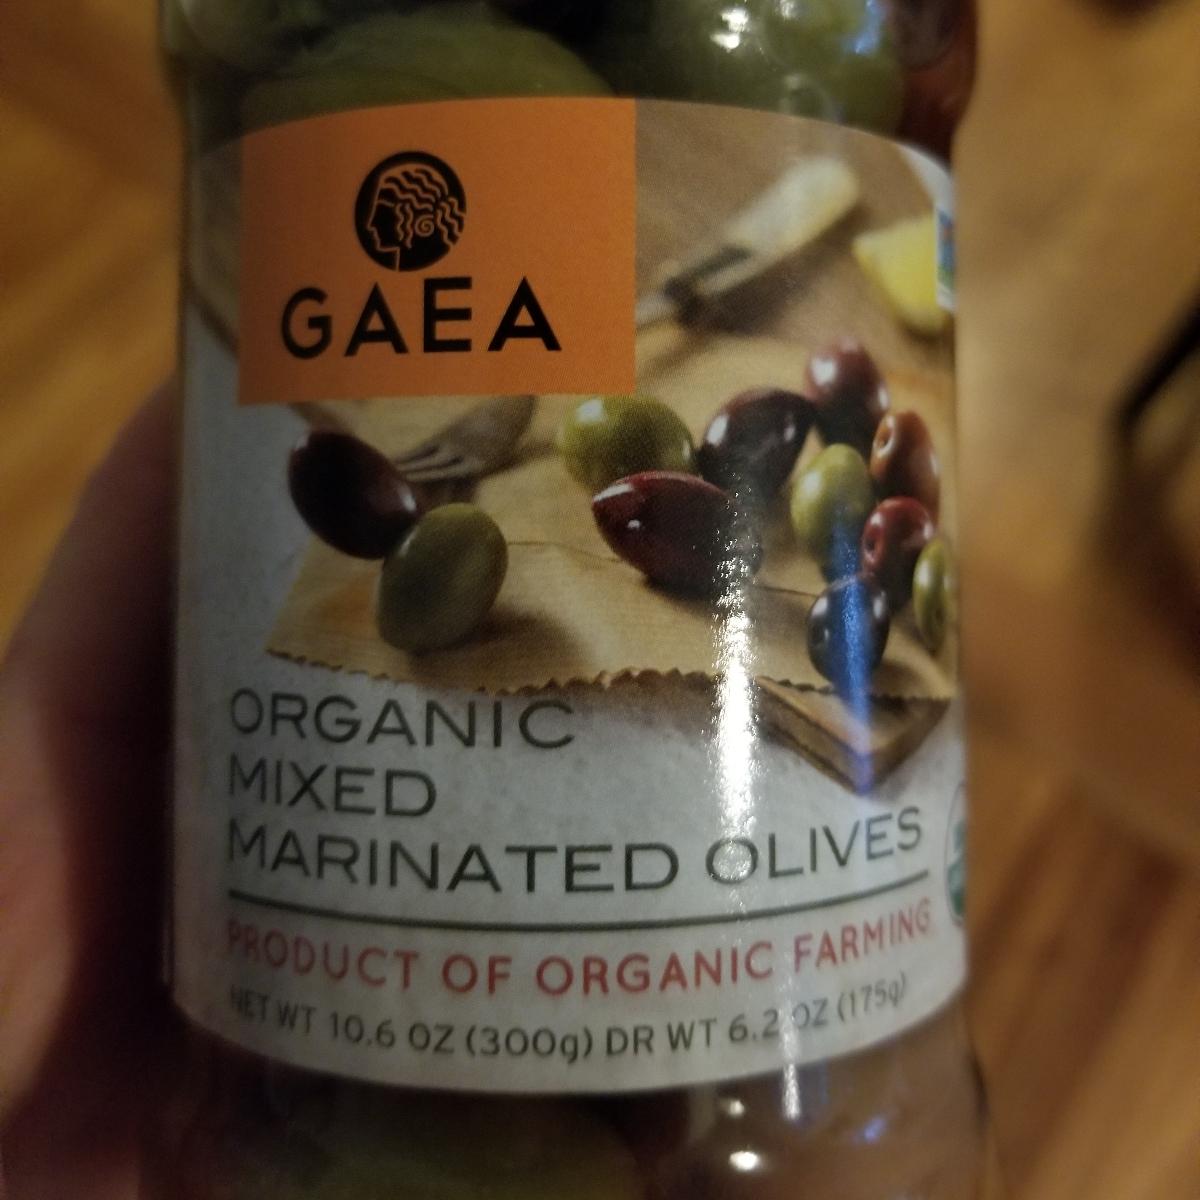 GAEA
ORGANIC
MIXED
MARINATED OLIVES
PRODUCT OF ORGANIC FARMING
NET WT 10.6 OZ (300g) DR WT 6.2 OZ (175g)